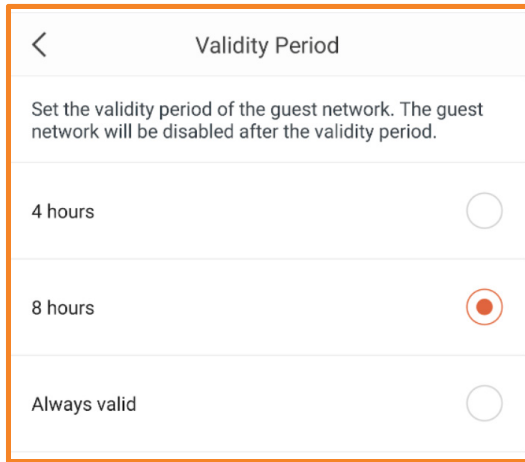 Validity Period
Set the validity period of the guest network. The guest
network will be disabled after the validity period.
4 hours
8 hours
Always valid